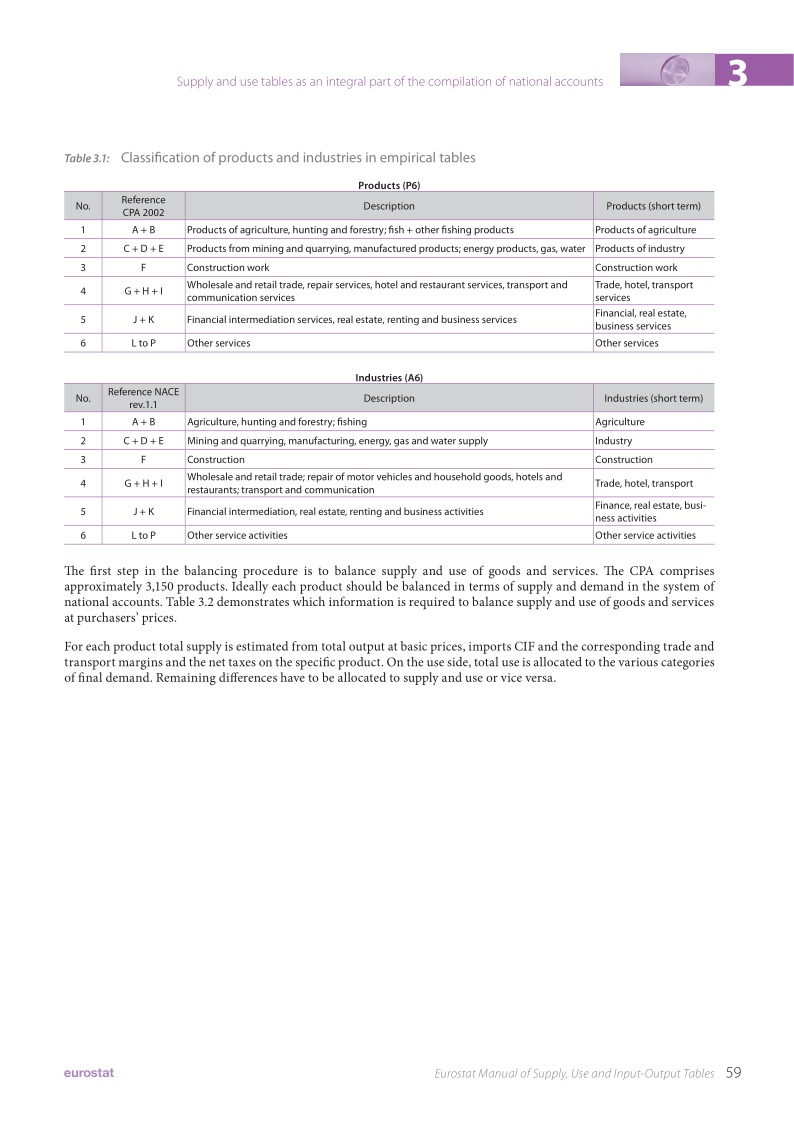 Supply and use tables as an integral part of the compilation of national accounts
3
Table 3.1: Classification of products and industries in empirical tables
Products (P6)
No. Reference CPA 2002 Description Products (short term)
1 A + B Products of agriculture, hunting and forestry; fish + other fishing products Products of agriculture
2 C + D + E Products from mining and quarrying, manufactured products; energy products, gas, water Products of industry
3 F Construction work Construction work
4 G + H + I Wholesale and retail trade, repair services, hotel and restaurant services, transport and communication services Trade, hotel, transport services
5 J + K Financial intermediation services, real estate, renting and business services Financial, real estate, business services
6 L to P Other services Other services
Industries (A6)
No. Reference NACE rev.1.1 Description Industries (short term)
1 A + B Agriculture, hunting and forestry; fishing Agriculture
2 C + D + E Mining and quarrying, manufacturing, energy, gas and water supply Industry
3 F Construction Construction
4 G + H + I Wholesale and retail trade; repair of motor vehicles and household goods, hotels and restaurants; transport and communication Trade, hotel, transport
5 J + K Financial intermediation, real estate, renting and business activities Finance, real estate, busi-ness activities
6 L to P Other service activities Other service activities
The first step in the balancing procedure is to balance supply and use of goods and services. The CPA comprises
approximately 3,150 products. Ideally each product should be balanced in terms of supply and demand in the system of
national accounts. Table 3.2 demonstrates which information is required to balance supply and use of goods and services
at purchasers’ prices.
For each product total supply is estimated from total output at basic prices, imports CIF and the corresponding trade and
transport margins and the net taxes on the specific product. On the use side, total use is allocated to the various categories
of final demand. Remaining differences have to be allocated to supply and use or vice versa.
eurostat
Eurostat Manual of Supply, Use and Input-Output Tables 59